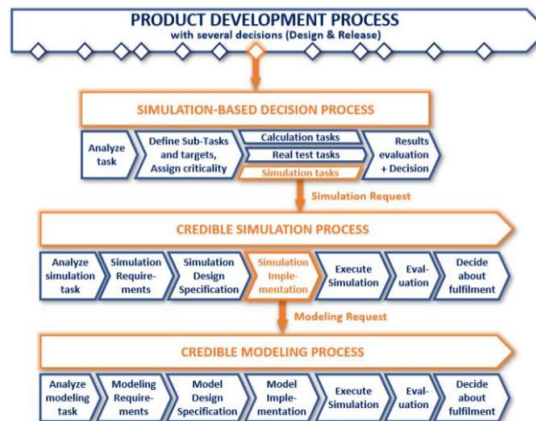 PRODUCT DEVELOPMENT PROCESS
with several decisions (Design & Release)
SIMULATION-BASED DECISION PROCESS
Analyze
task
Define Sub-Tasks
and targets,
Assign criticality
Calculation tasks
Real test tasks
Simulation tasks
Results
evaluation
+ Decision
Simulation Request
CREDIBLE SIMULATION PROCESS
Analyze
simulation
task
Simulation
Require-
ments
Simulation
Design
Specification
Simulation
Imple-
mentation
Execute
Simulation
Eval-
uation
Decide
about
fulfilment
Modeling Request
CREDIBLE MODELING PROCESS
Analyze
modeling
task
Modeling
Require-
ments
Model
Design
Specification
Model
Imple-
mentation
Execute
Simulation
Eval-
uation
Decide
about
fulfilment